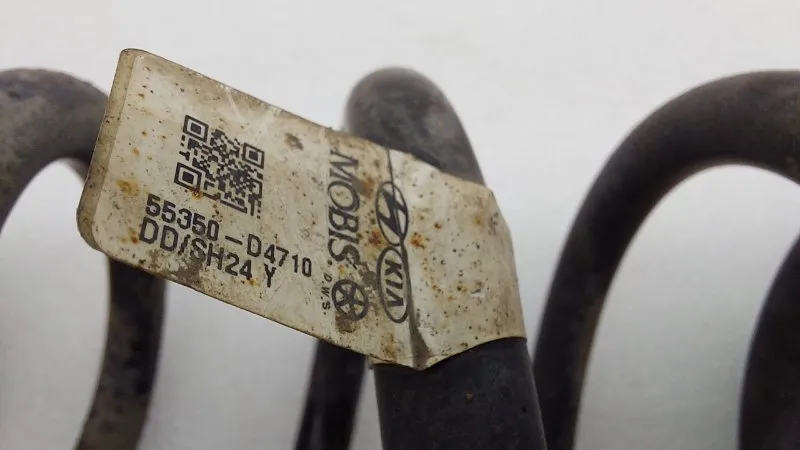 55350-D4710
DD/SH24 Y
MOBIS.
D.W.S.
KIA